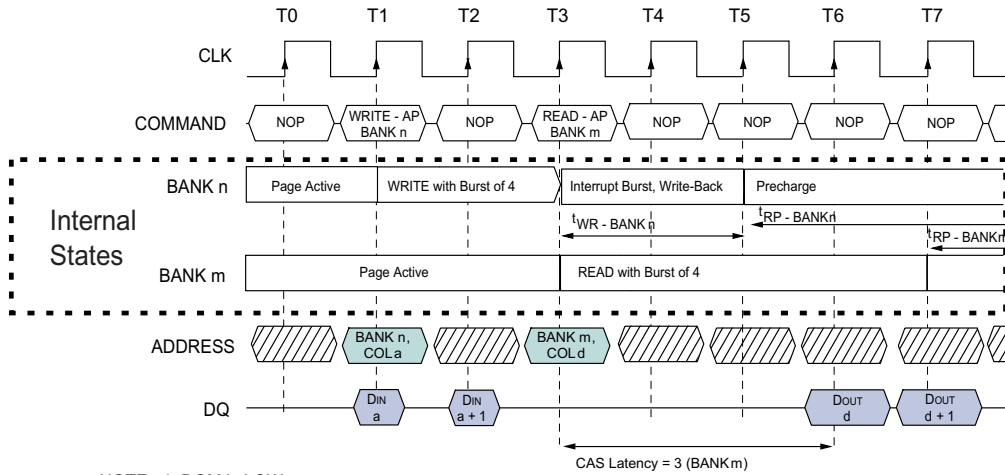 T0 T1 T2 T3 T4 T5 T6 T7
CLK
COMMAND NOP WRITE - AP BANK n NOP READ - AP BANK m NOP NOP NOP NOP
Internal States
BANK n Page Active WRITE with Burst of 4 Interrupt Burst, Write-Back Precharge
tWR - BANK n tRP - BANK n
tRP - BANK n
BANK m Page Active READ with Burst of 4
ADDRESS BANK n, COL a BANK m, COL d
DQ DIN a DIN a + 1 DOUT d DOUT d + 1
CAS Latency = 3 (BANK m)